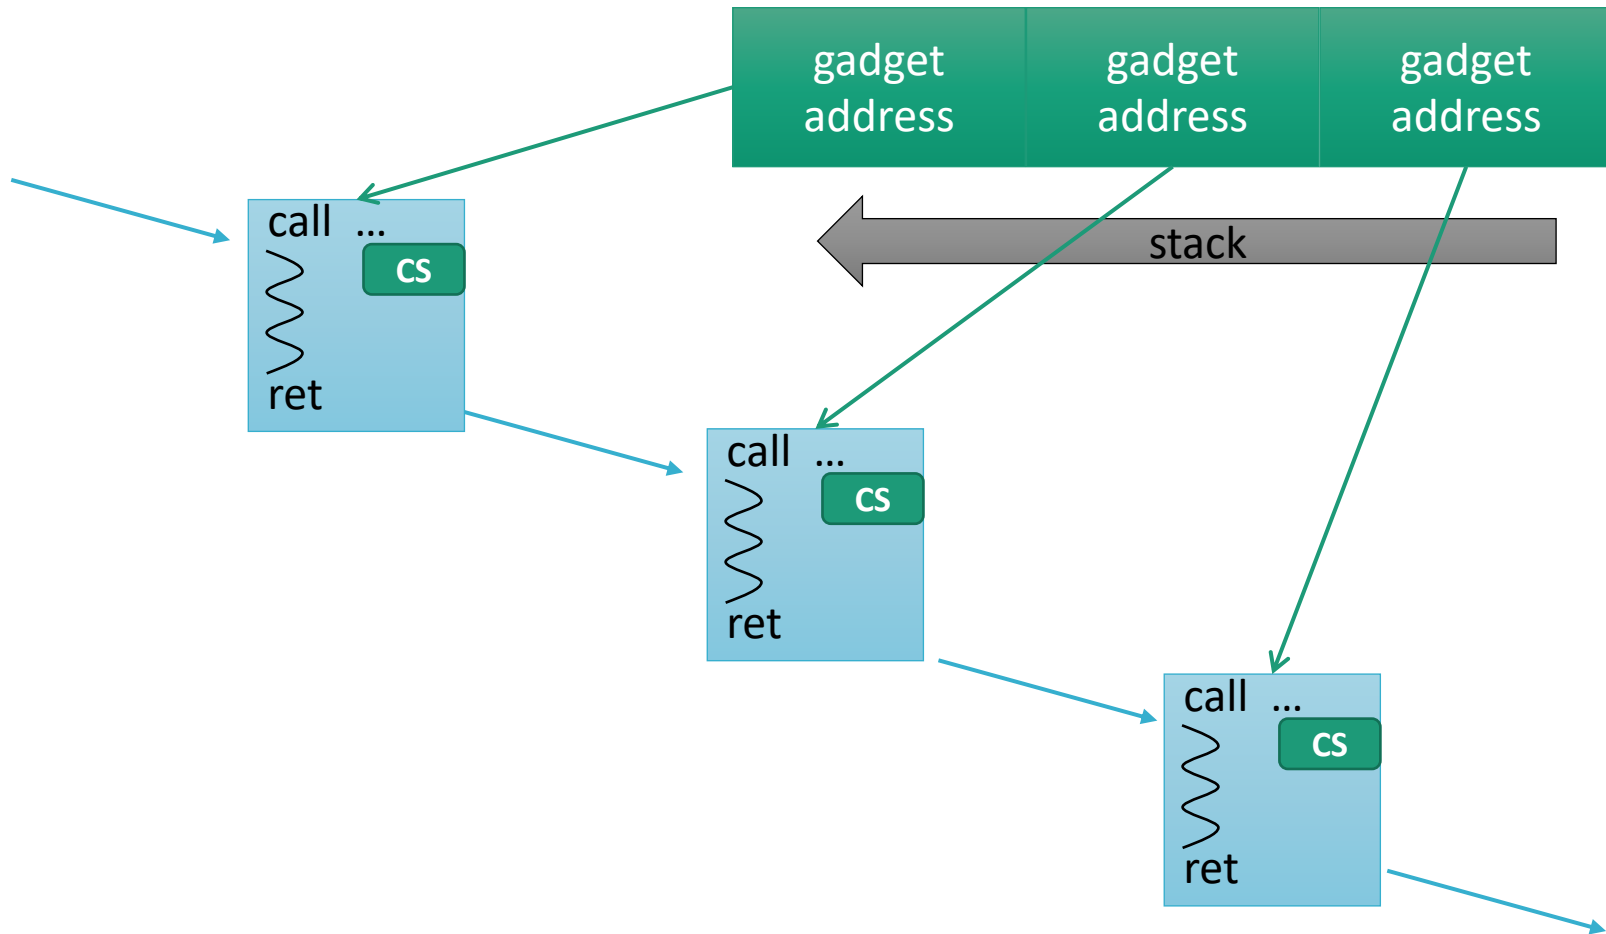 gadget
address
gadget
address
gadget
address
stack
call ...
CS
ret
call ...
CS
ret
call ...
CS
ret